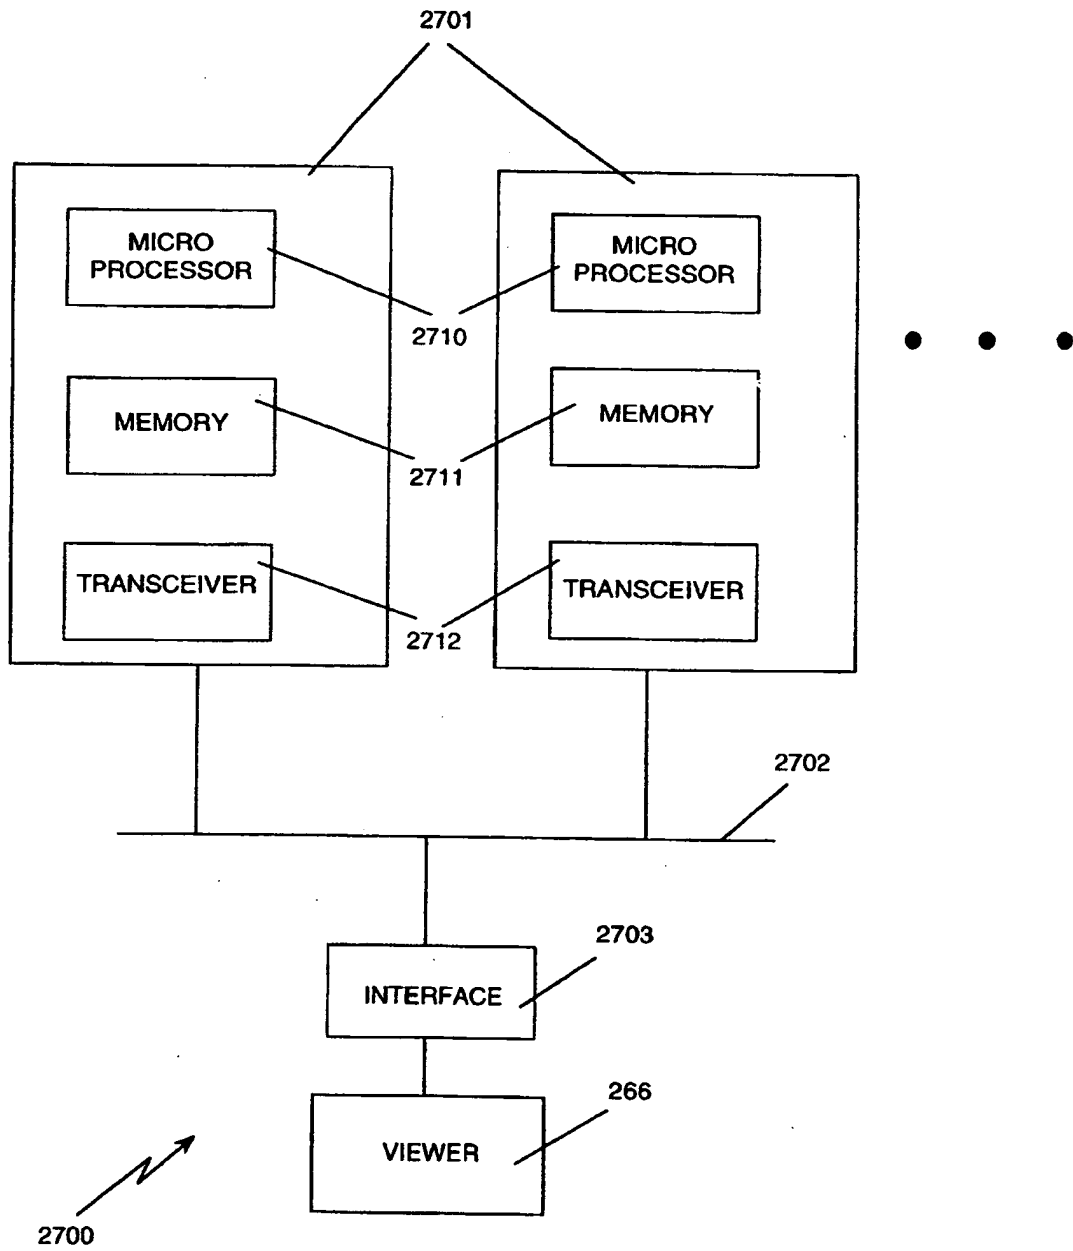 2701
MICRO
PROCESSOR
MICRO
PROCESSOR
2710
MEMORY
MEMORY
2711
TRANSCEIVER
TRANSCEIVER
2712
2702
2703
INTERFACE
266
VIEWER
2700